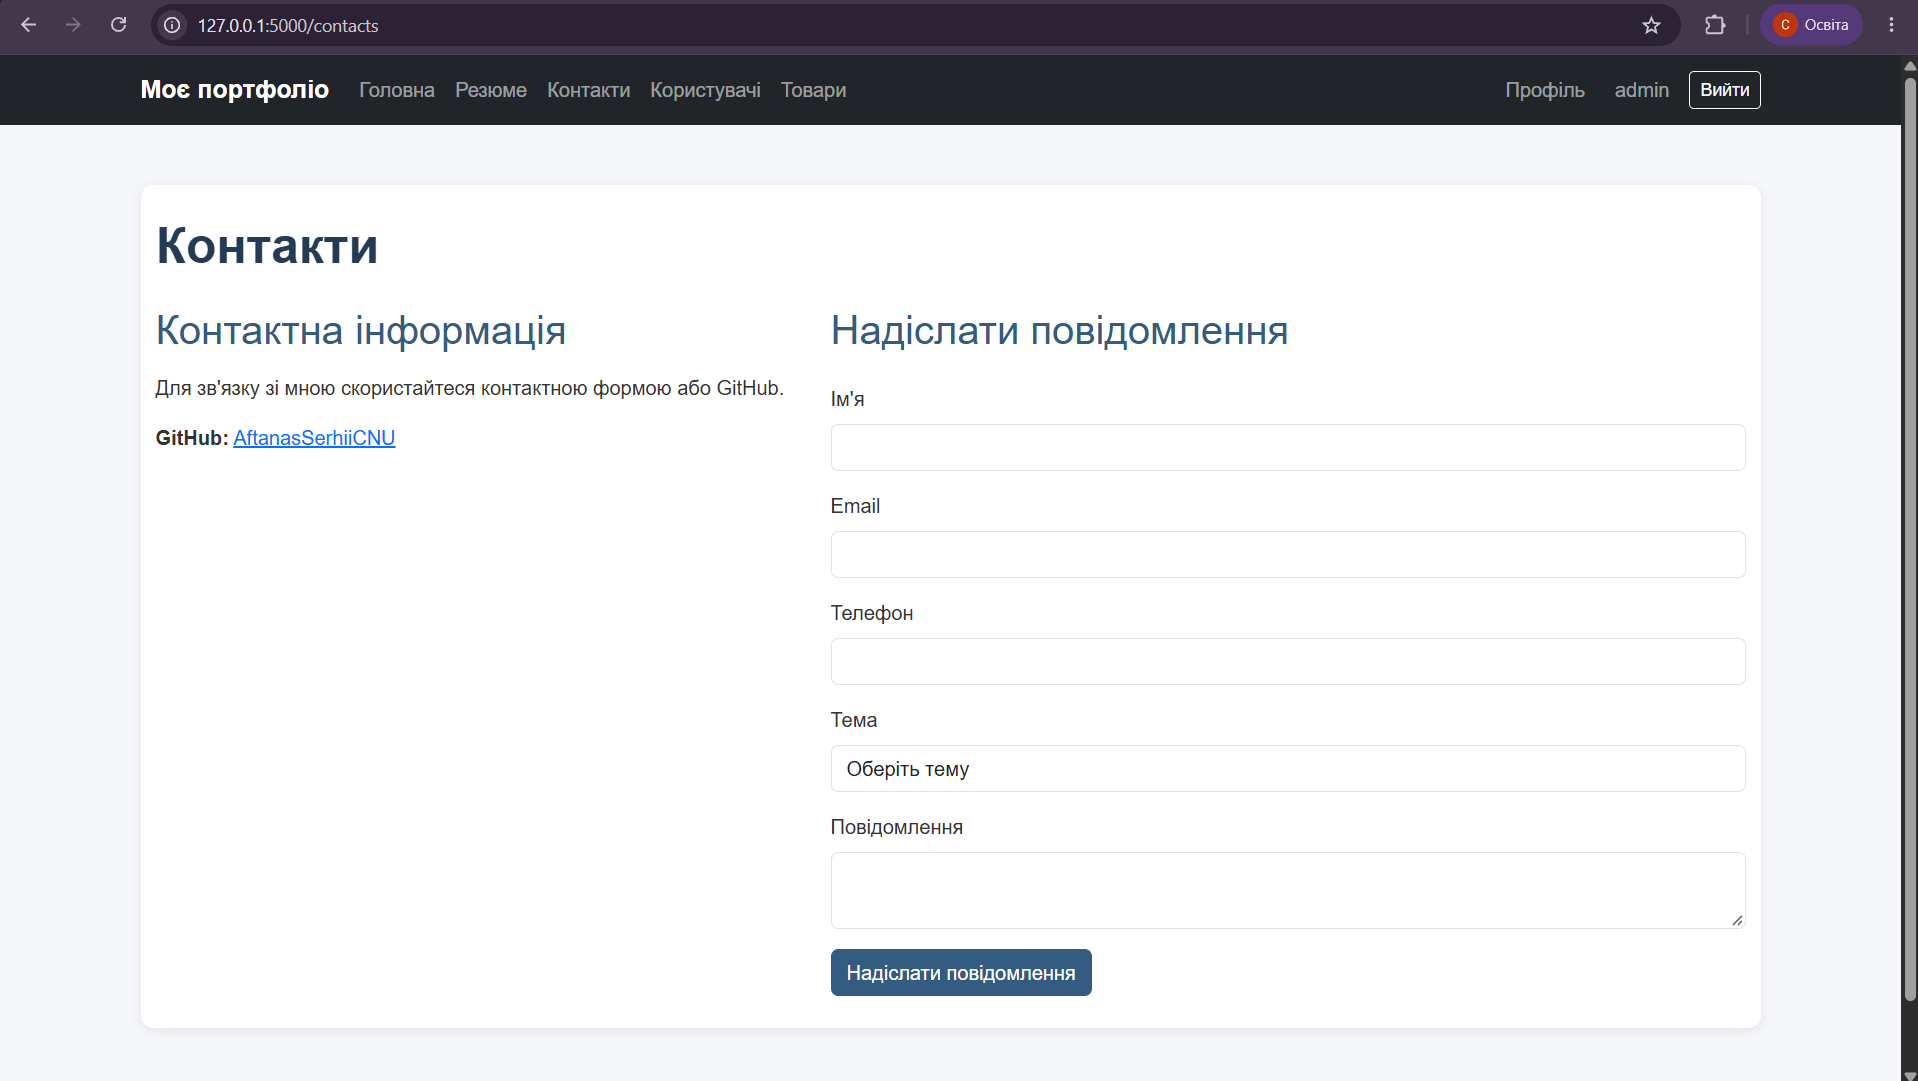 127.0.0.1:5000/contacts
С Освіта
Моє портфоліо Головна Резюме Контакти Користувачі Товари Профіль admin Вийти
Контакти
Контактна інформація
Для зв'язку зі мною скористайтеся контактною формою або GitHub.
GitHub: AftanasSerhiiCNU
Надіслати повідомлення
Ім'я
Email
Телефон
Тема
Оберіть тему
Повідомлення
Надіслати повідомлення